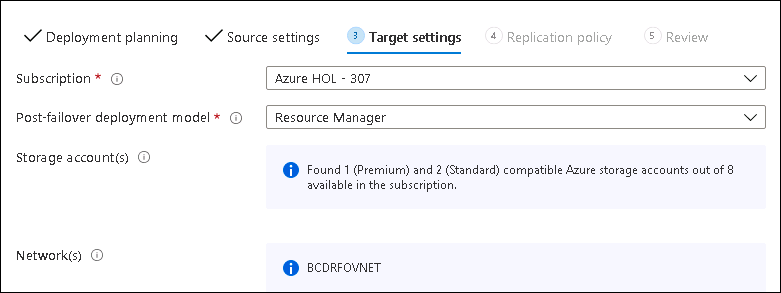 Deployment planning Source settings 3 Target settings 4 Replication policy 5 Review
Subscription * Azure HOL - 307
Post-failover deployment model * Resource Manager
Storage account(s) Found 1 (Premium) and 2 (Standard) compatible Azure storage accounts out of 8
available in the subscription.
Network(s) BCDRFOVNET